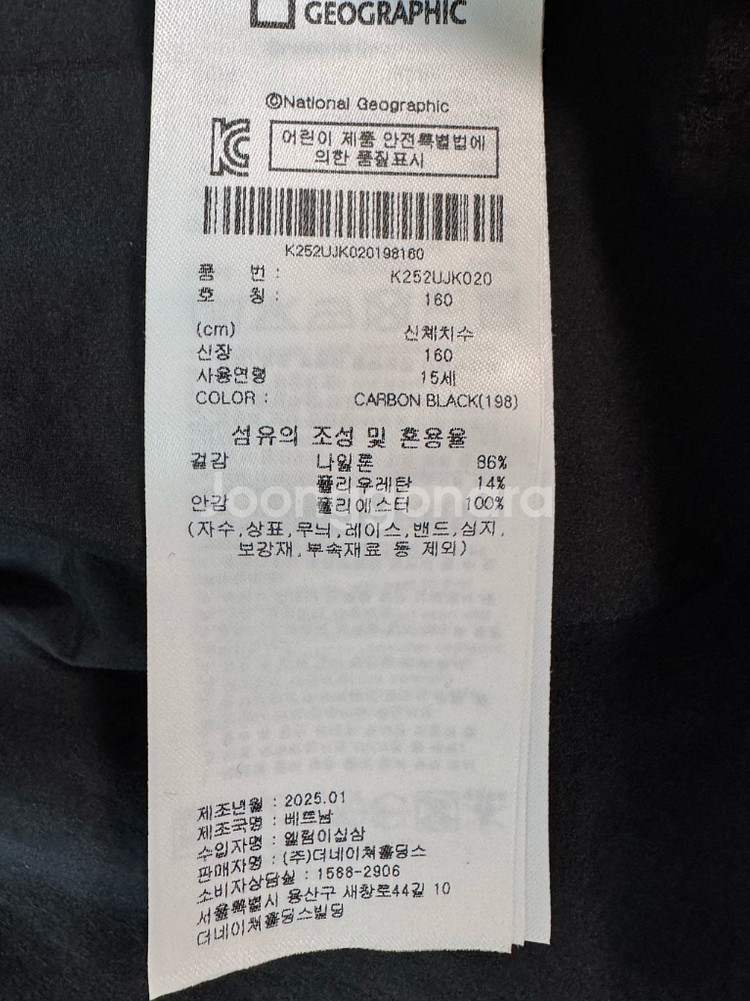 GEOGRAPHIC
©National Geographic
어린이 제품 안전특별법에
의한 품질표시
K252UJK020198160
품 번 : K252UJK020
호 칭 : 160
(cm) 신체치수
신장 160
사용연령 15세
COLOR : CARBON BLACK(198)
섬유의 조성 및 혼용율
겉감 나일론 86%
폴리우레탄 14%
안감 폴리에스터 100%
(자수,상표,무늬,레이스,밴드,심지,
보강재,부속재료 등 제외)
제조년월 : 2025.01
제조국명 : 베트남
수입자명 : 엘럼이십삼
판매자명 : (주)더네이쳐홀딩스
소비자상담실 : 1588-2906
서울특별시 용산구 새창로44길 10
더네이쳐홀딩스빌딩
Joonggonara